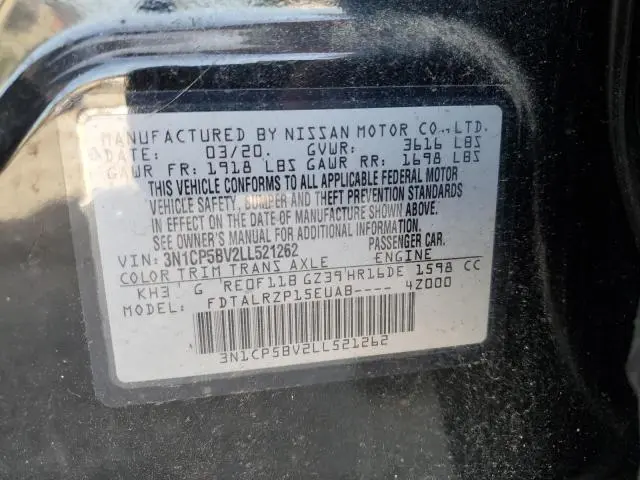 MANUFACTURED BY NISSAN MOTOR CO., LTD.
DATE: 03/20. GVWR: 3616 LBS
GAWR FR: 1918 LBS GAWR RR: 1698 LBS
THIS VEHICLE CONFORMS TO ALL APPLICABLE FEDERAL MOTOR
VEHICLE SAFETY, BUMPER AND THEFT PREVENTION STANDARDS
IN EFFECT ON THE DATE OF MANUFACTURE SHOWN ABOVE.
SEE OWNER'S MANUAL FOR ADDITIONAL INFORMATION.
VIN: 3N1CP5BV2LL521262 PASSENGER CAR.
COLOR TRIM TRANS AXLE ENGINE
KH3 G RE0F11B GZ39 HR16DE 1598 CC
MODEL: FDTALRZP15EUAB---- 4Z000
3N1CP5BV2LL521262